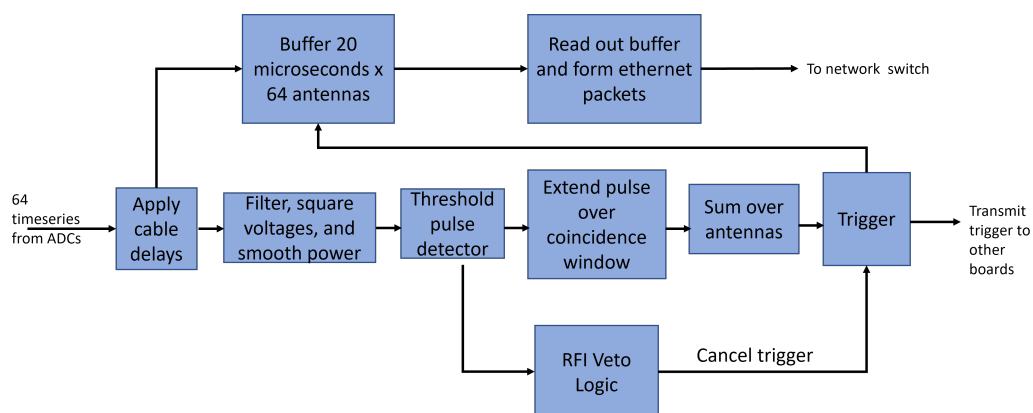 Buffer 20
microseconds x
64 antennas
Read out buffer
and form ethernet
packets
To network switch
64
timeseries
from ADCs
Apply
cable
delays
Filter, square
voltages, and
smooth power
Threshold
pulse
detector
Extend pulse
over
coincidence
window
Sum over
antennas
Trigger
Transmit
trigger to
other
boards
RFI Veto
Logic
Cancel trigger